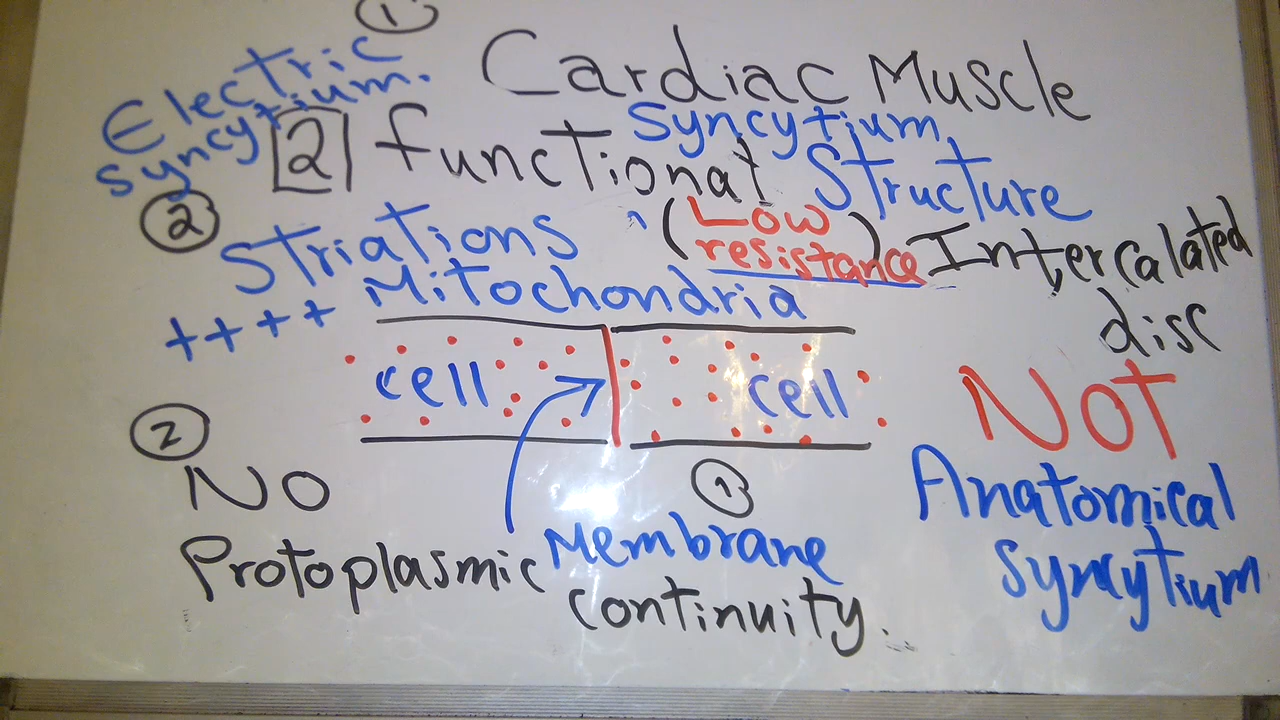 ①
Electric
syncytium.
Cardiac Muscle
2 functional Syncytium
Structure
②
Striations
(Low
resistance)
Intercalated
disc
++++ Mitochondria
cell
cell
②
No
Protoplasmic
①
Membrane
continuity.
NOT
Anatomical
syncytium